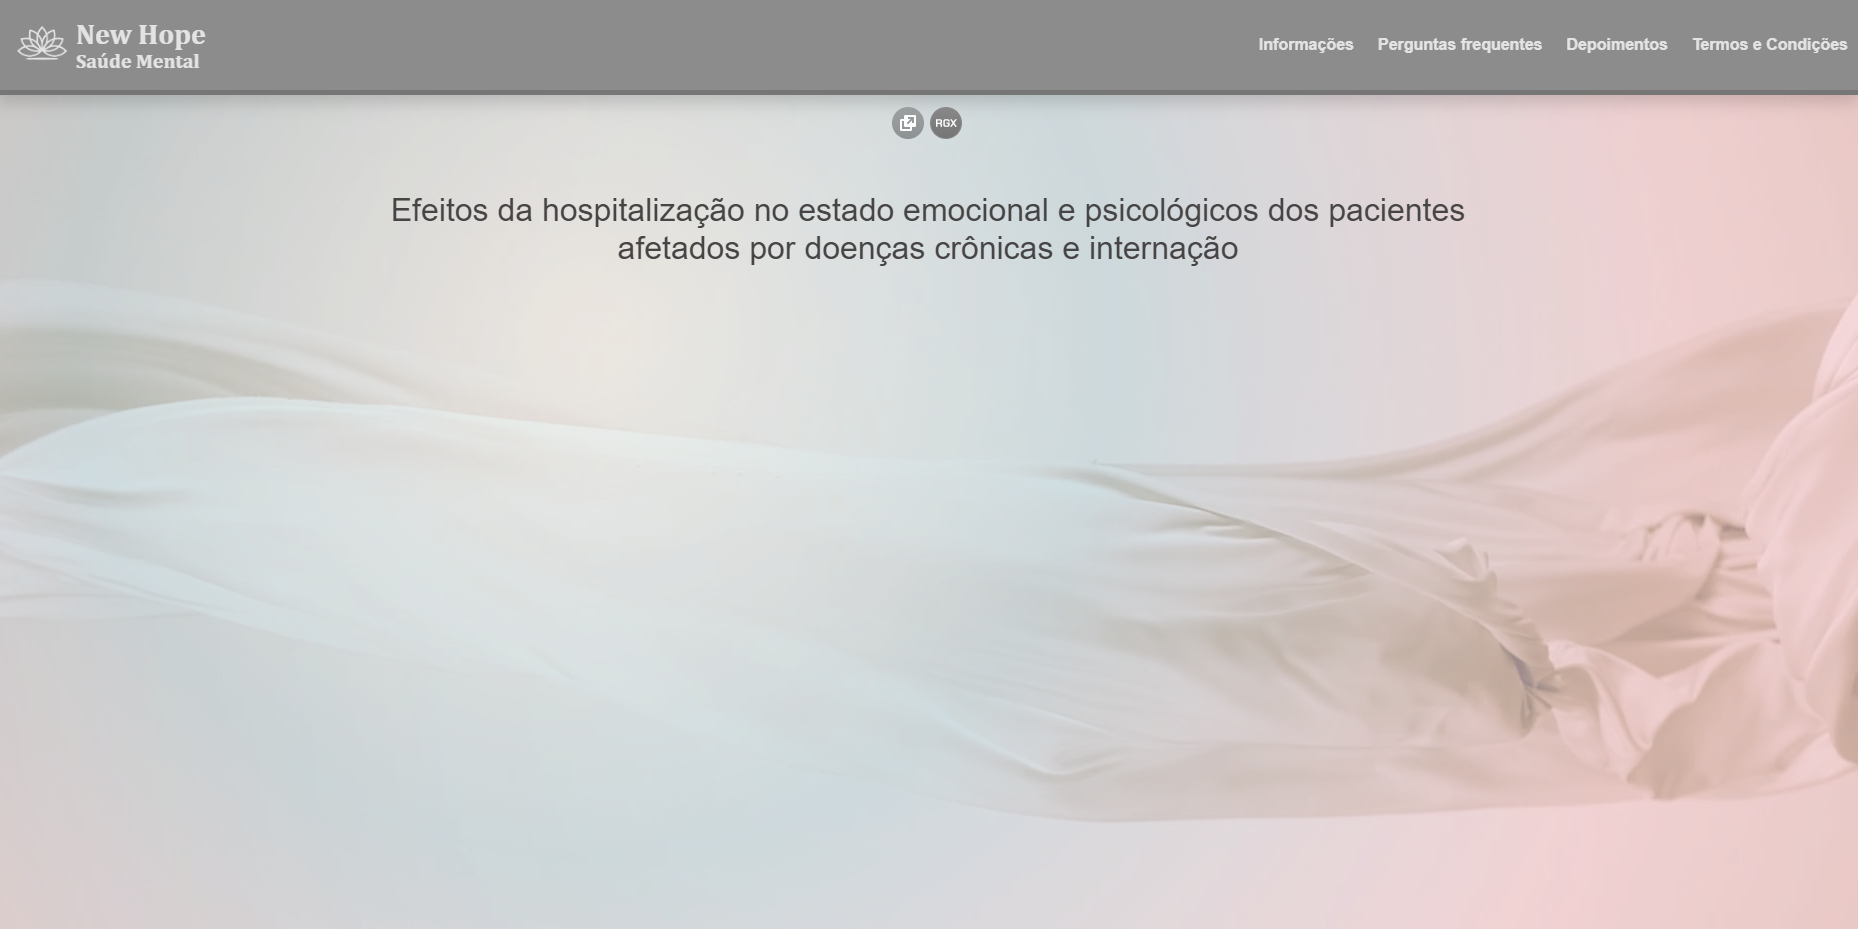 New Hope
Saúde Mental
Informações Perguntas frequentes Depoimentos Termos e Condições
RGX
Efeitos da hospitalização no estado emocional e psicológicos dos pacientes
afetados por doenças crônicas e internação